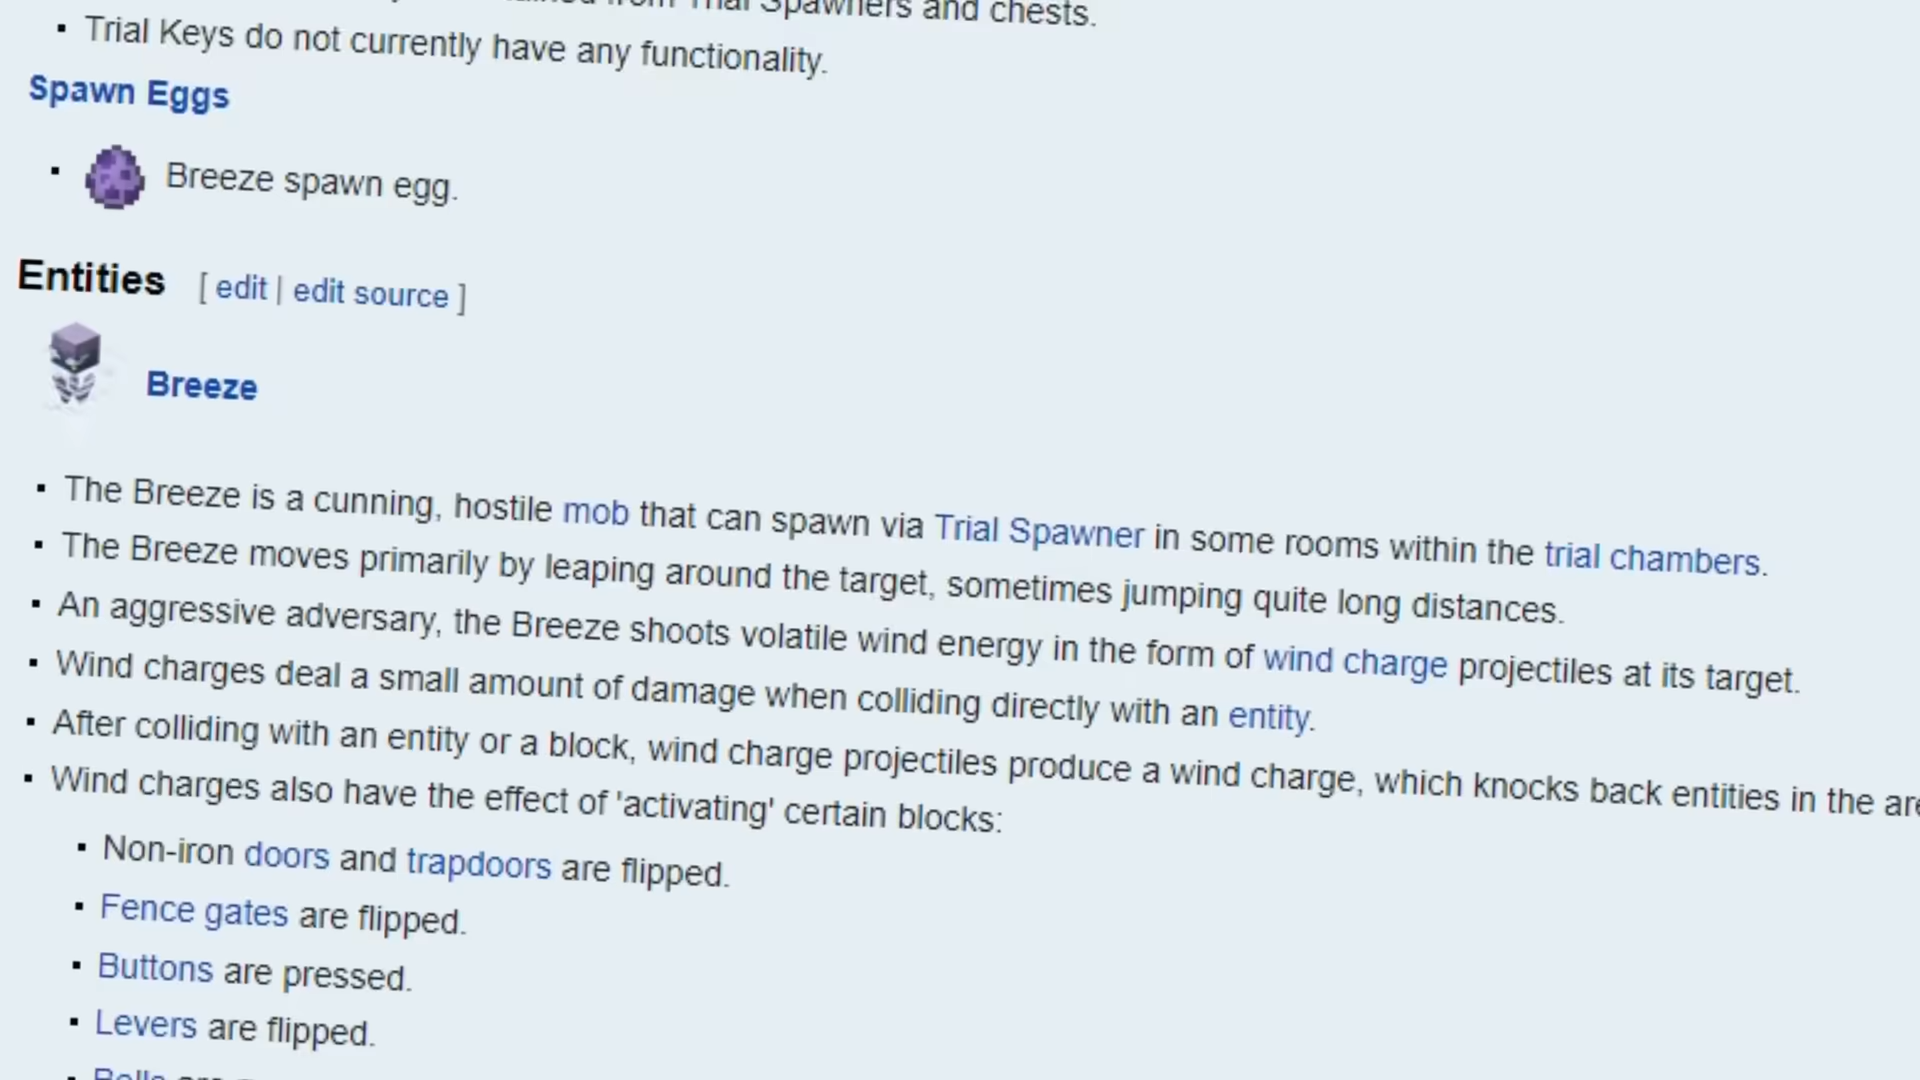 Trial Spawners and chests.
Trial Keys do not currently have any functionality.
Spawn Eggs
Breeze spawn egg.
Entities [ edit | edit source ]
Breeze
The Breeze is a cunning, hostile mob that can spawn via Trial Spawner in some rooms within the trial chambers.
The Breeze moves primarily by leaping around the target, sometimes jumping quite long distances.
An aggressive adversary, the Breeze shoots volatile wind energy in the form of wind charge projectiles at its target.
Wind charges deal a small amount of damage when colliding directly with an entity.
After colliding with an entity or a block, wind charge projectiles produce a wind charge, which knocks back entities in the
Wind charges also have the effect of 'activating' certain blocks:
Non-iron doors and trapdoors are flipped.
Fence gates are flipped.
Buttons are pressed.
Levers are flipped.